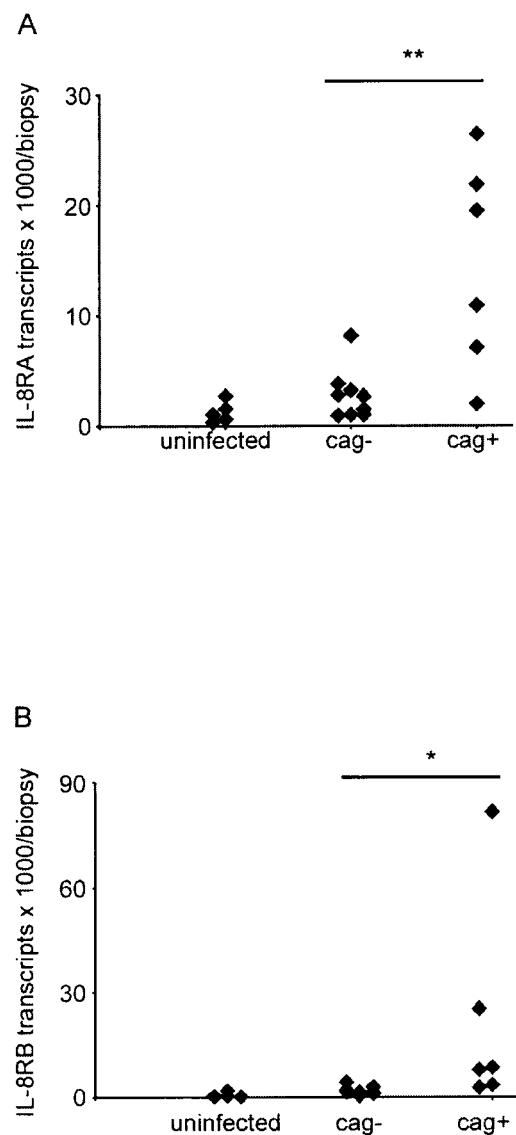 A
**
IL-8RA transcripts x 1000/biopsy
30
20
10
0
uninfected cag- cag+
B
*
IL-8RB transcripts x 1000/biopsy
90
60
30
0
uninfected cag- cag+